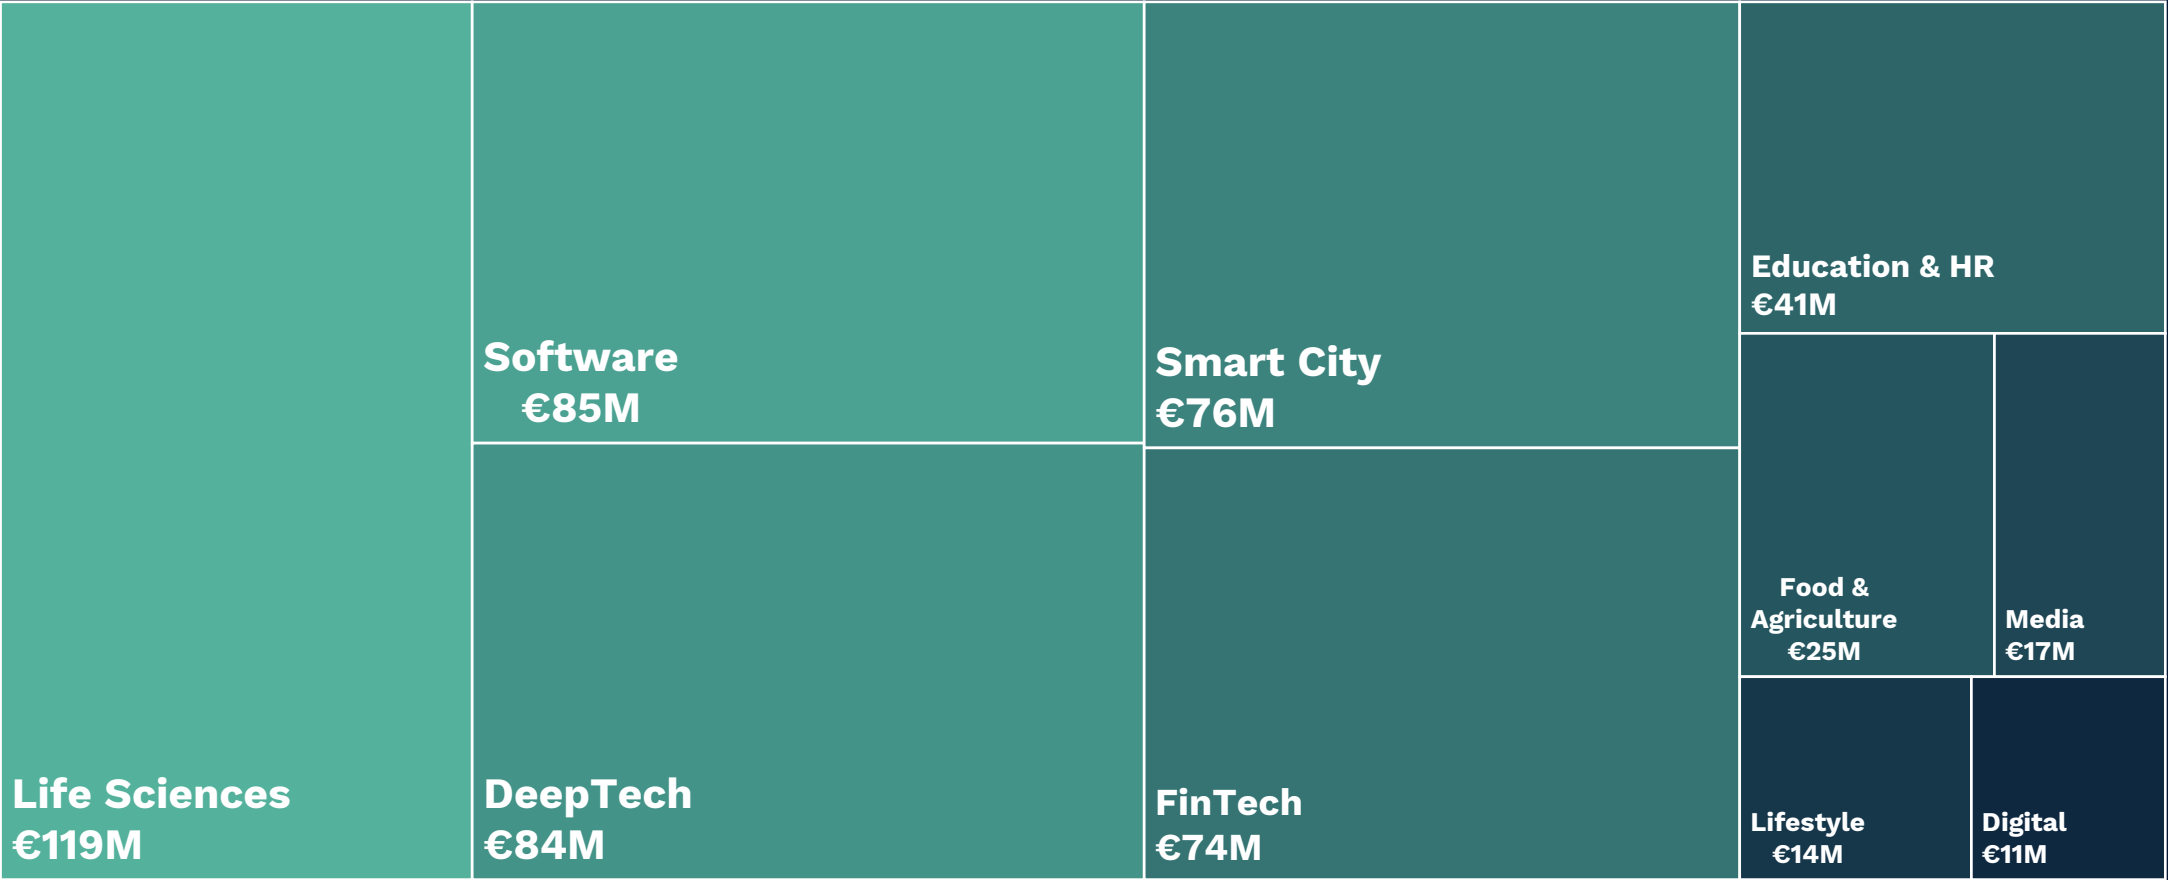 Life Sciences
€119M
Software
€85M
DeepTech
€84M
Smart City
€76M
FinTech
€74M
Education & HR
€41M
Food &
Agriculture
€25M
Media
€17M
Lifestyle
€14M
Digital
€11M